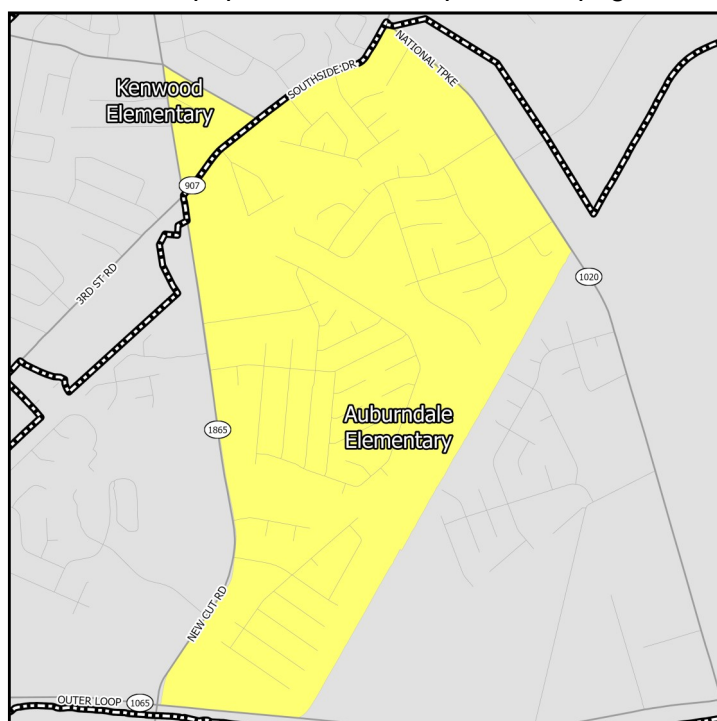 SOUTHSIDE DR
NATIONAL TPKE
Kenwood
Elementary
907
3RD ST RD
1020
Auburndale
Elementary
1865
NEW CUT RD
OUTER LOOP
1065